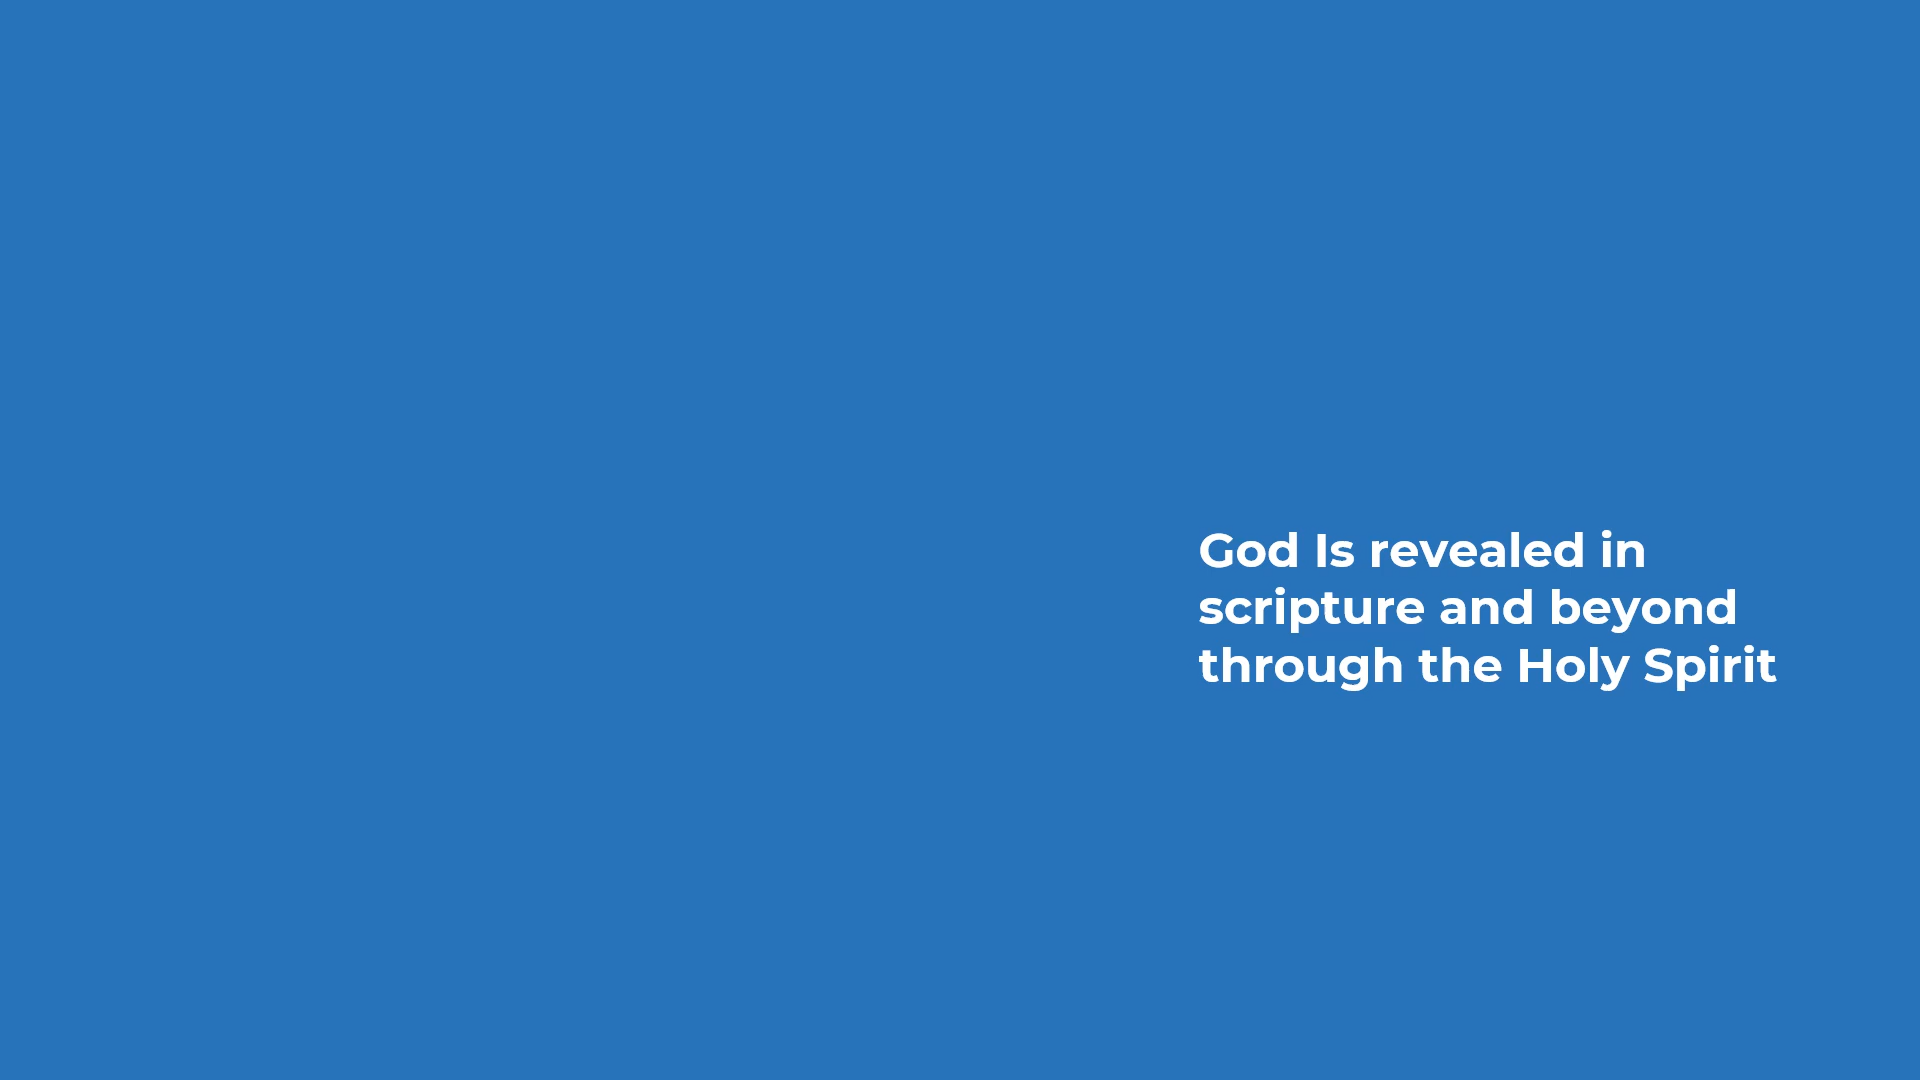 God Is revealed in
scripture and beyond
through the Holy Spirit